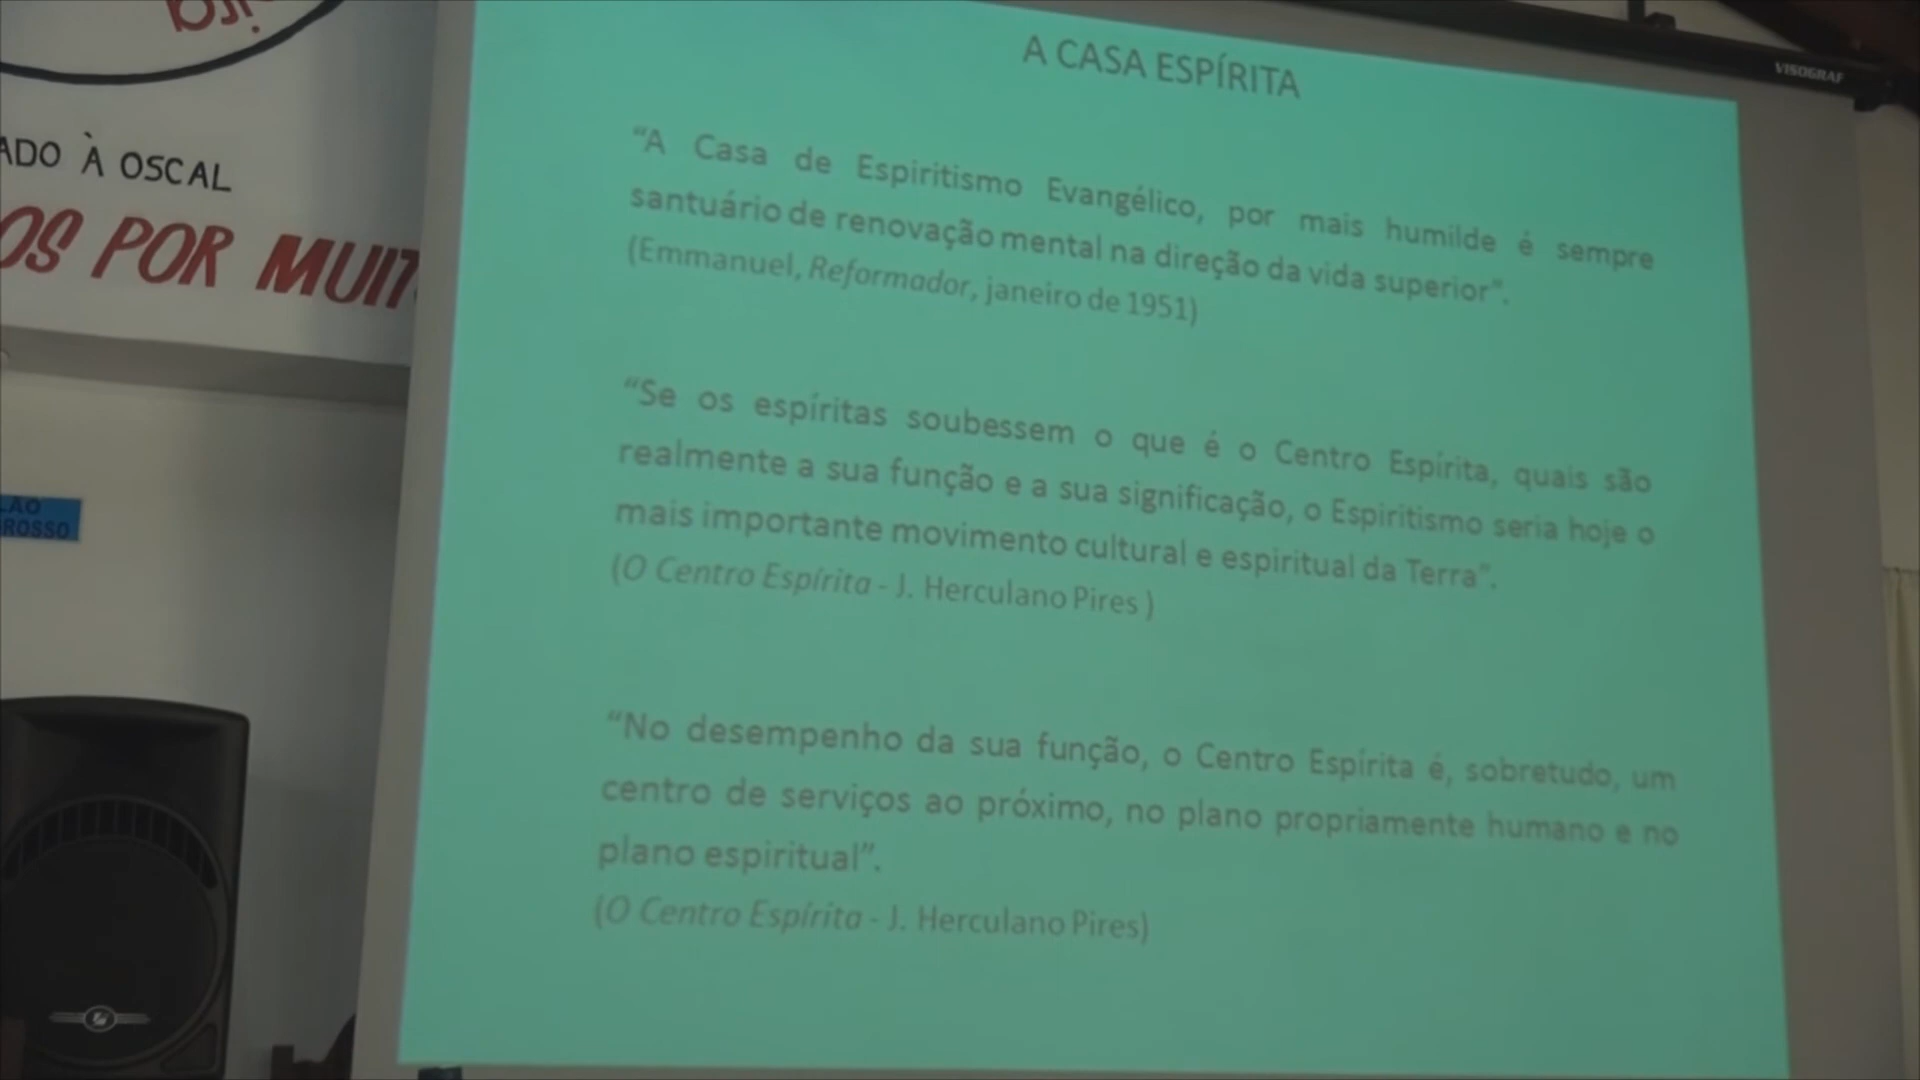 ADO À OSCAL
OS POR MUIT
LÃO
ROSSO
VISOGRAF
A CASA ESPÍRITA
“A Casa de Espiritismo Evangélico, por mais humilde é sempre
santuário de renovação mental na direção da vida superior”.
(Emmanuel, Reformador, janeiro de 1951)
“Se os espíritas soubessem o que é o Centro Espírita, quais são
realmente a sua função e a sua significação, o Espiritismo seria hoje o
mais importante movimento cultural e espiritual da Terra”.
(O Centro Espírita - J. Herculano Pires )
“No desempenho da sua função, o Centro Espírita é, sobretudo, um
centro de serviços ao próximo, no plano propriamente humano e no
plano espiritual”.
(O Centro Espírita - J. Herculano Pires)